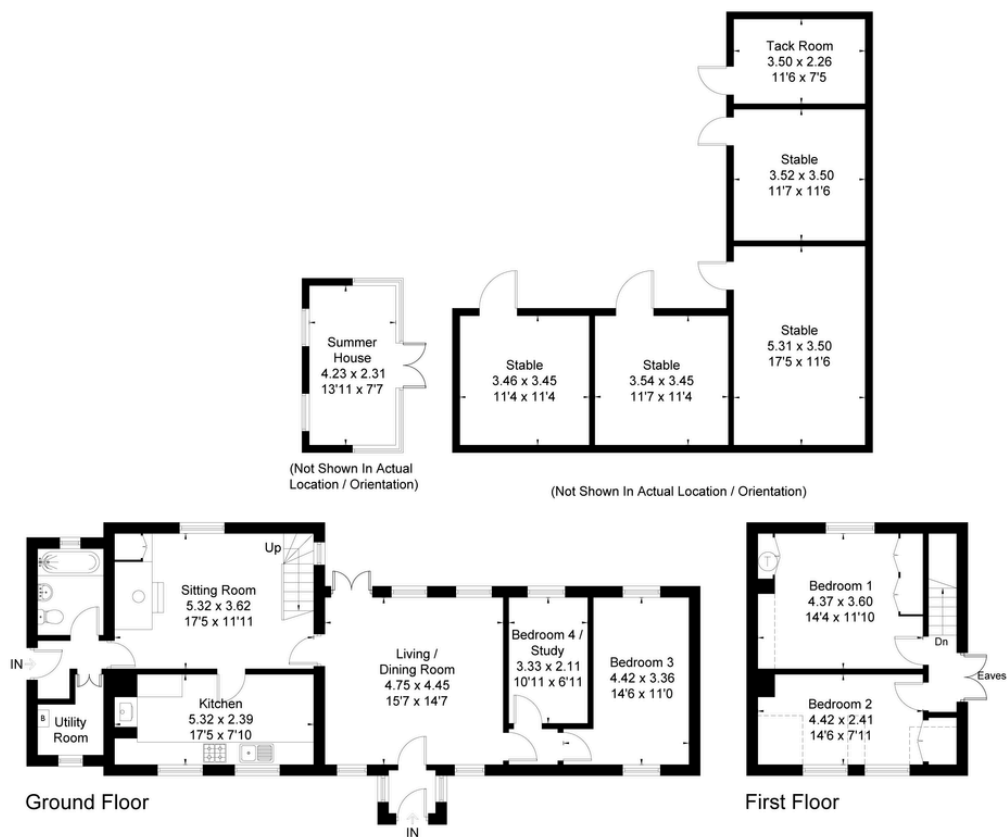 Tack Room
3.50 x 2.26
11'6 x 7'5
Stable
3.52 x 3.50
11'7 x 11'6
Stable
5.31 x 3.50
17'5 x 11'6
Summer
House
4.23 x 2.31
13'11 x 7'7
Stable
3.46 x 3.45
11'4 x 11'4
Stable
3.54 x 3.45
11'7 x 11'4
(Not Shown In Actual
Location / Orientation)
(Not Shown In Actual Location / Orientation)
Up
Sitting Room
5.32 x 3.62
17'5 x 11'11
IN
Living /
Dining Room
4.75 x 4.45
15'7 x 14'7
Bedroom 4 /
Study
3.33 x 2.11
10'11 x 6'11
Bedroom 3
4.42 x 3.36
14'6 x 11'0
Kitchen
5.32 x 2.39
17'5 x 7'10
B
Utility
Room
IN
Ground Floor
T
Bedroom 1
4.37 x 3.60
14'4 x 11'10
Dn
Eaves
Bedroom 2
4.42 x 2.41
14'6 x 7'11
First Floor